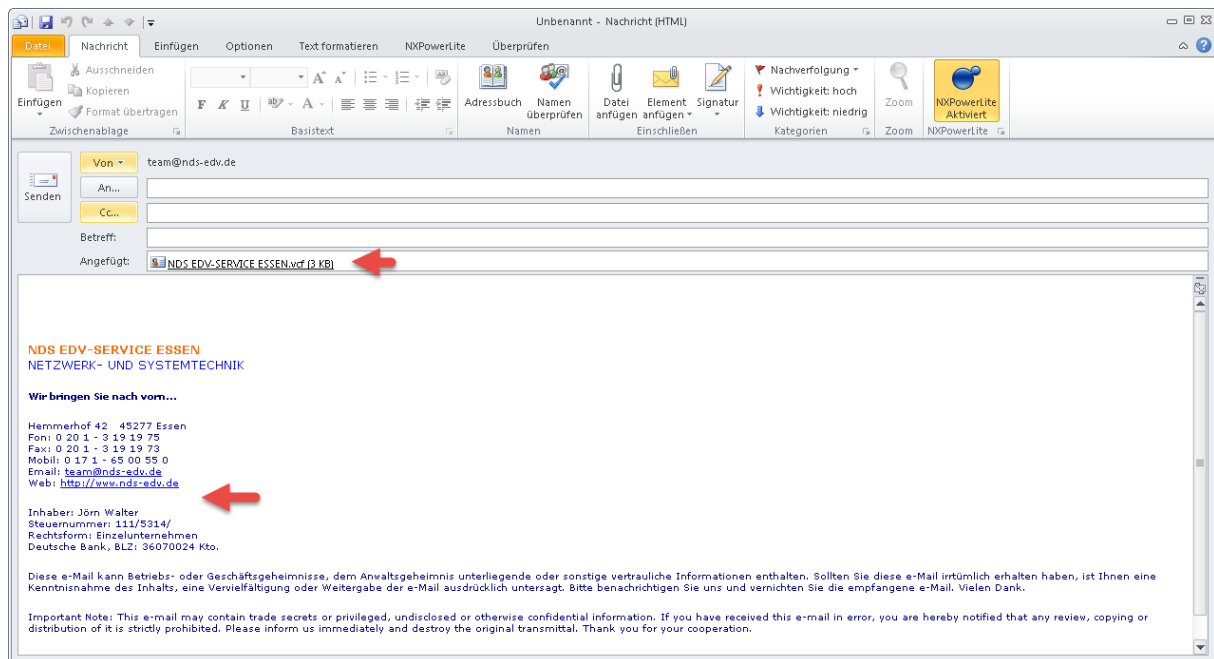 Unbenannt - Nachricht (HTML)
Datei Nachricht Einfügen Optionen Text formatieren NXPowerLite Überprüfen
Einfügen
Ausschneiden
Kopieren
Format übertragen
Zwischenablage
F K U
Basistext
Adressbuch
Namen überprüfen
Namen
Datei anfügen
Element anfügen
Signatur
Einschließen
Nachverfolgung
Wichtigkeit: hoch
Wichtigkeit: niedrig
Kategorien
Zoom
Zoom
NXPowerLite Aktiviert
NXPowerLite
Senden
Von team@nds-edv.de
An...
Cc...
Betreff:
Angefügt: NDS EDV-SERVICE ESSEN.vcf (3 KB)
NDS EDV-SERVICE ESSEN
NETZWERK- UND SYSTEMTECHNIK
Wir bringen Sie nach vorn...
Hemmerhof 42 45277 Essen
Fon: 0 20 1 - 3 19 19 75
Fax: 0 20 1 - 3 19 19 73
Mobil: 0 17 1 - 65 00 55 0
Email: team@nds-edv.de
Web: http://www.nds-edv.de
Inhaber: Jörn Walter
Steuernummer: 111/5314/
Rechtsform: Einzelunternehmen
Deutsche Bank, BLZ: 36070024 Kto.
Diese e-Mail kann Betriebs- oder Geschäftsgeheimnisse, dem Anwaltsgeheimnis unterliegende oder sonstige vertrauliche Informationen enthalten. Sollten Sie diese e-Mail irrtümlich erhalten haben, ist Ihnen eine
Kenntnisnahme des Inhalts, eine Vervielfältigung oder Weitergabe der e-Mail ausdrücklich untersagt. Bitte benachrichtigen Sie uns und vernichten Sie die empfangene e-Mail. Vielen Dank.
Important Note: This e-mail may contain trade secrets or privileged, undisclosed or otherwise confidential information. If you have received this e-mail in error, you are hereby notified that any review, copying or
distribution of it is strictly prohibited. Please inform us immediately and destroy the original transmittal. Thank you for your cooperation.